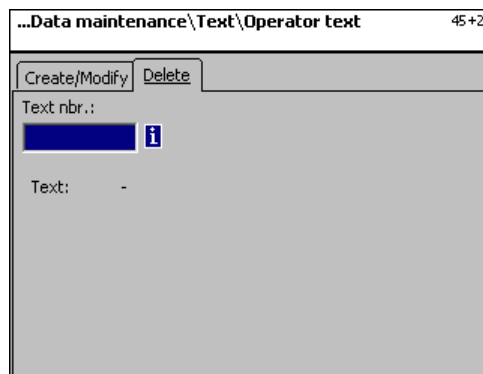 ...Data maintenance\Text\Operator text 45+2
Create/Modify Delete
Text nbr.:
i
Text: -